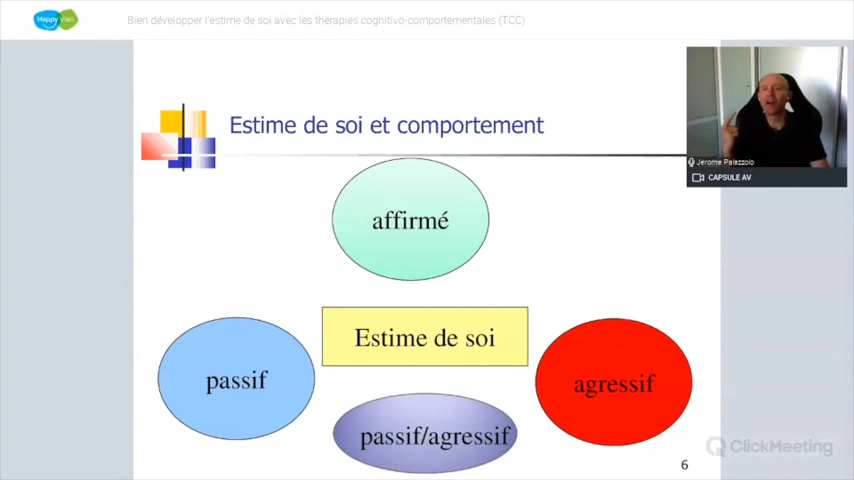 Happy Visio
Bien développer l'estime de soi avec les thérapies cognitivo-comportementales (TCC)
Estime de soi et comportement
Jerome Palazzolo
CAPSULE AV
affirmé
Estime de soi
passif
agressif
passif/agressif
ClickMeeting
6